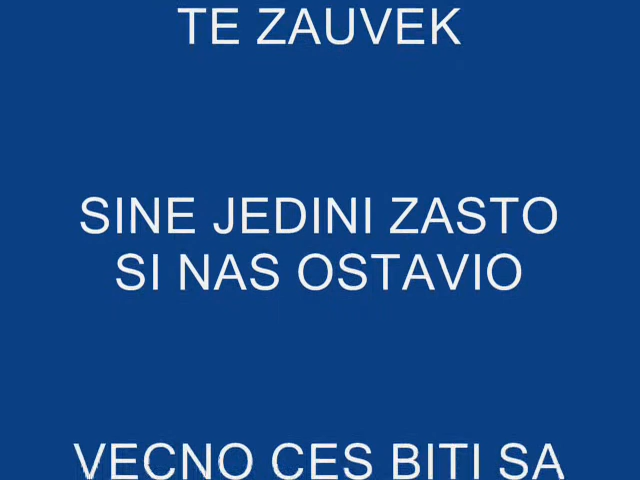 TE ZAUVEK
SINE JEDINI ZASTO
SI NAS OSTAVIO
VECNO CES BITI SA